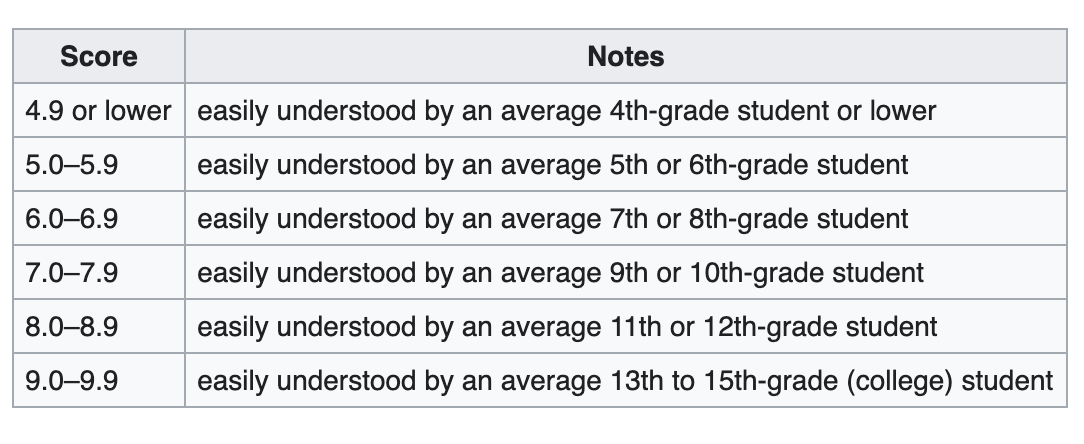 Score Notes
4.9 or lower easily understood by an average 4th-grade student or lower
5.0–5.9 easily understood by an average 5th or 6th-grade student
6.0–6.9 easily understood by an average 7th or 8th-grade student
7.0–7.9 easily understood by an average 9th or 10th-grade student
8.0–8.9 easily understood by an average 11th or 12th-grade student
9.0–9.9 easily understood by an average 13th to 15th-grade (college) student